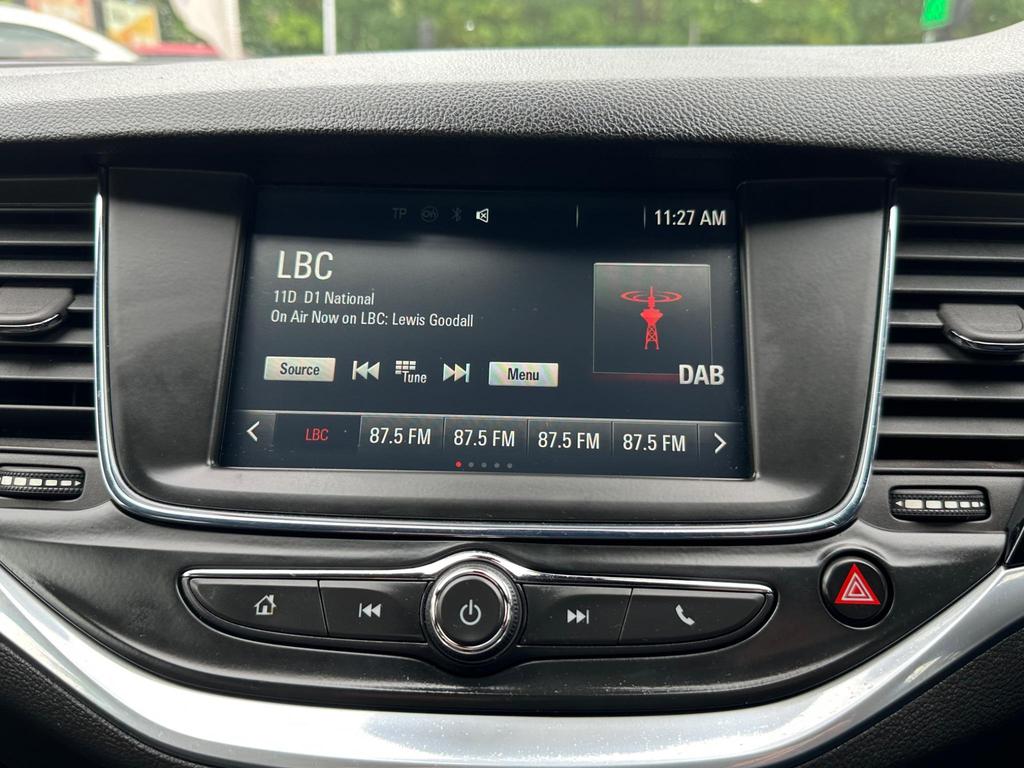 TP
11:27 AM
LBC
11D D1 National
On Air Now on LBC: Lewis Goodall
Source
Tune
Menu
DAB
LBC 87.5 FM 87.5 FM 87.5 FM 87.5 FM